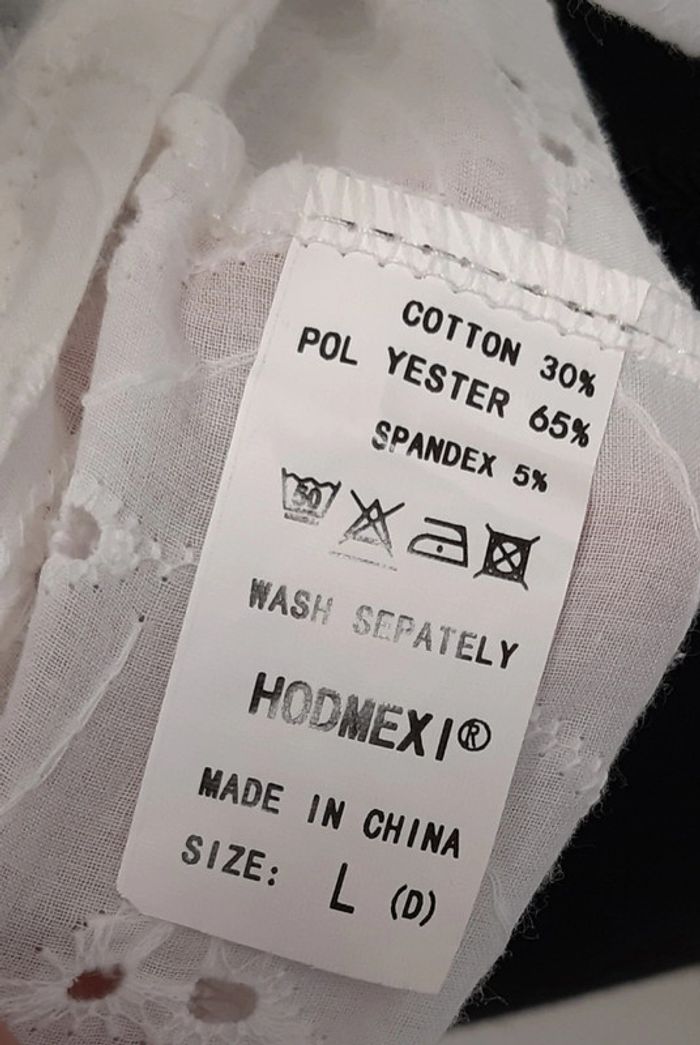 COTTON 30%
POL YESTER 65%
SPANDEX 5%
50
WASH SEPATELY
HODMEXI®
MADE IN CHINA
SIZE: L (D)